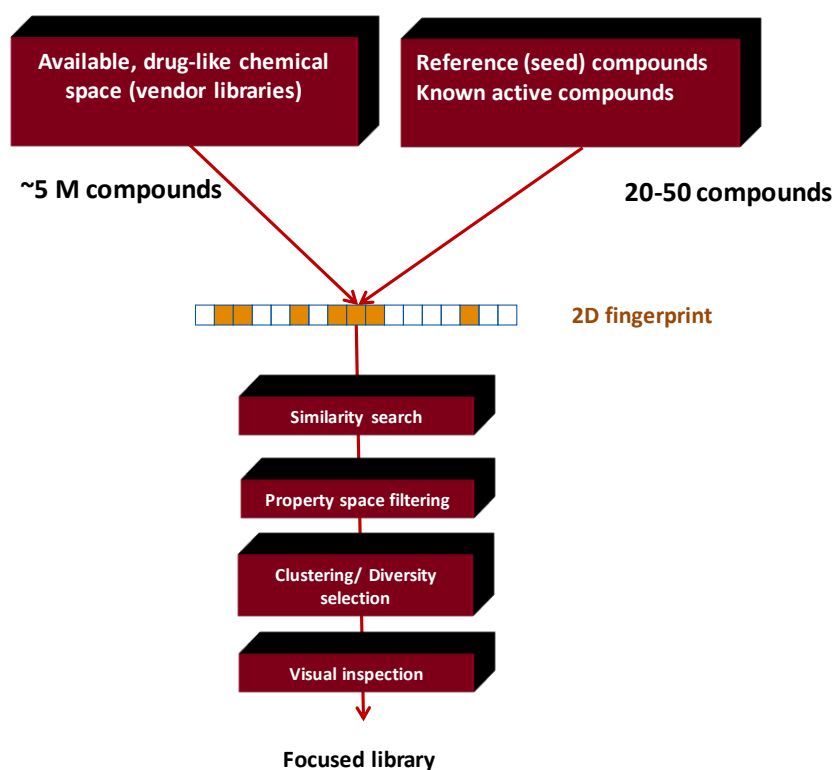 Available, drug-like chemical
space (vendor libraries)
Reference (seed) compounds
Known active compounds
~5 M compounds
20-50 compounds
2D fingerprint
Similarity search
Property space filtering
Clustering/ Diversity
selection
Visual inspection
Focused library